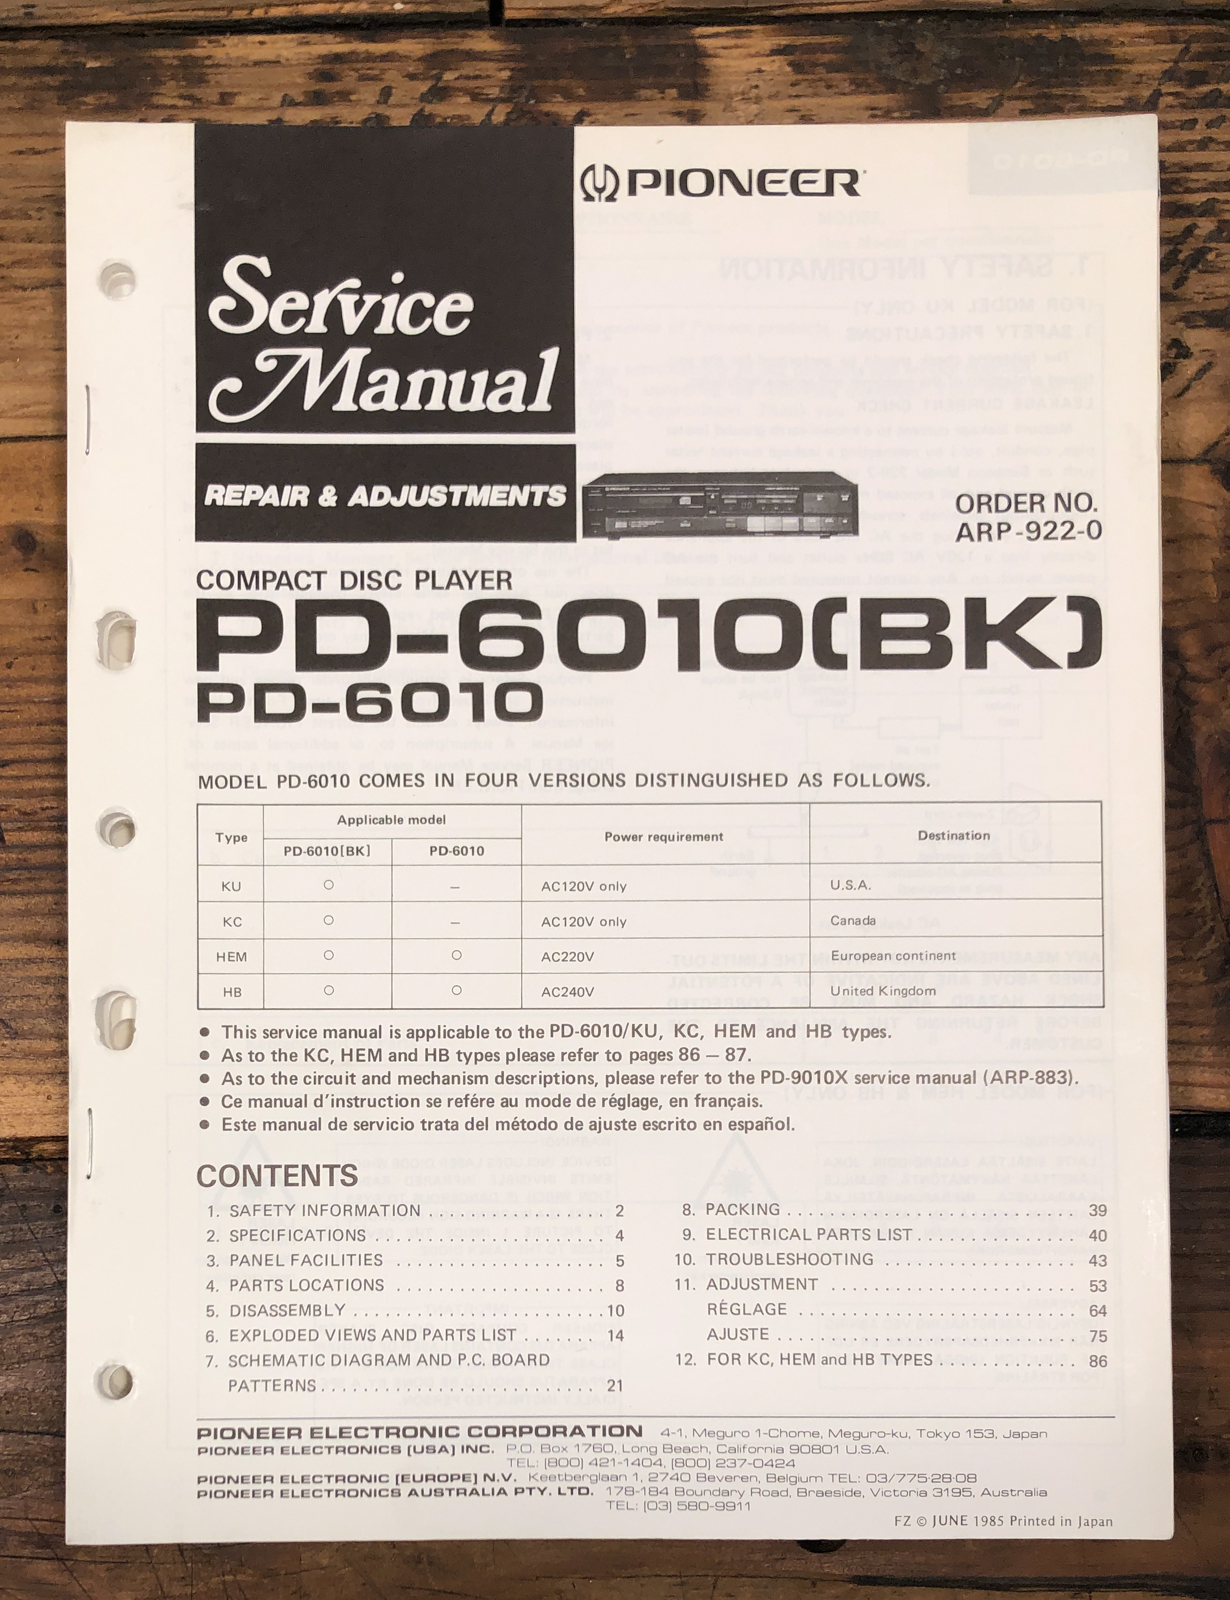 PIONEER
Service
Manual
REPAIR & ADJUSTMENTS
PIONEER
ORDER NO.
ARP-922-0
COMPACT DISC PLAYER
PD-6010(BK)
PD-6010
MODEL PD-6010 COMES IN FOUR VERSIONS DISTINGUISHED AS FOLLOWS.
Type Applicable model Power requirement Destination
PD-6010[BK] PD-6010
KU ○ – AC120V only U.S.A.
KC ○ – AC120V only Canada
HEM ○ ○ AC220V European continent
HB ○ ○ AC240V United Kingdom
● This service manual is applicable to the PD-6010/KU, KC, HEM and HB types.
● As to the KC, HEM and HB types please refer to pages 86 – 87.
● As to the circuit and mechanism descriptions, please refer to the PD-9010X service manual (ARP-883).
● Ce manual d'instruction se refére au mode de réglage, en français.
● Este manual de servicio trata del método de ajuste escrito en español.
CONTENTS
1. SAFETY INFORMATION . . . . . . . . . . . . . . . . 2
2. SPECIFICATIONS . . . . . . . . . . . . . . . . . . . . . 4
3. PANEL FACILITIES . . . . . . . . . . . . . . . . . . . 5
4. PARTS LOCATIONS . . . . . . . . . . . . . . . . . . . 8
5. DISASSEMBLY . . . . . . . . . . . . . . . . . . . . . . 10
6. EXPLODED VIEWS AND PARTS LIST . . . . . . . 14
7. SCHEMATIC DIAGRAM AND P.C. BOARD
PATTERNS . . . . . . . . . . . . . . . . . . . . . . . . . 21
8. PACKING . . . . . . . . . . . . . . . . . . . . . . . . . . 39
9. ELECTRICAL PARTS LIST . . . . . . . . . . . . . . 40
10. TROUBLESHOOTING . . . . . . . . . . . . . . . . . 43
11. ADJUSTMENT . . . . . . . . . . . . . . . . . . . . . . 53
RÉGLAGE . . . . . . . . . . . . . . . . . . . . . . . . . 64
AJUSTE . . . . . . . . . . . . . . . . . . . . . . . . . . . 75
12. FOR KC, HEM and HB TYPES . . . . . . . . . . . . 86
PIONEER ELECTRONIC CORPORATION 4-1, Meguro 1-Chome, Meguro-ku, Tokyo 153, Japan
PIONEER ELECTRONICS [USA] INC. P.O. Box 1760, Long Beach, California 90801 U.S.A.
TEL: [800] 421-1404, [800] 237-0424
PIONEER ELECTRONIC [EUROPE] N.V. Keetberglaan 1, 2740 Beveren, Belgium TEL: 03/775·28·08
PIONEER ELECTRONICS AUSTRALIA PTY. LTD. 178-184 Boundary Road, Braeside, Victoria 3195, Australia
TEL: [03] 580-9911
FZ © JUNE 1985 Printed in Japan